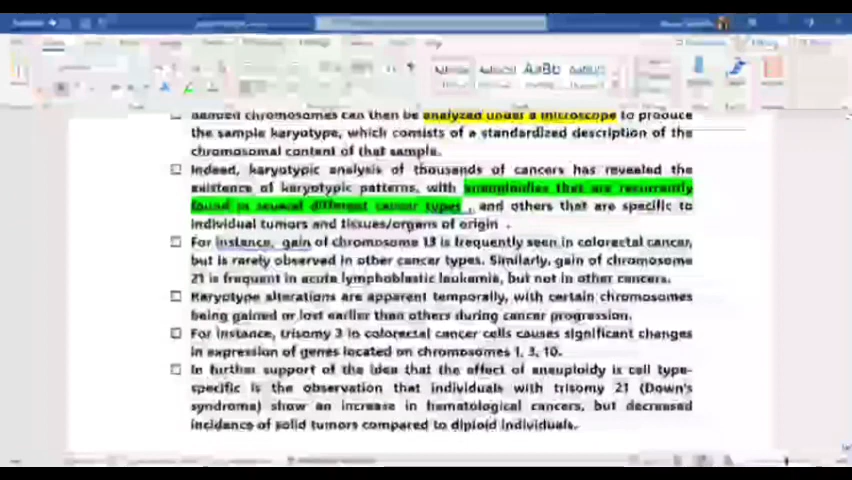 banded chromosomes can then be analyzed under a microscope to produce
the sample karyotype, which consists of a standardized description of the
chromosomal content of that sample.
Indeed, karyotypic analysis of thousands of cancers has revealed the
existence of karyotypic patterns, with aneuploidies that are recurrently
found in several different cancer types , and others that are specific to
individual tumors and tissues/organs of origin .
For instance, gain of chromosome 13 is frequently seen in colorectal cancer,
but is rarely observed in other cancer types. Similarly, gain of chromosome
21 is frequent in acute lymphoblastic leukemia, but not in other cancers.
Karyotype alterations are apparent temporally, with certain chromosomes
being gained or lost earlier than others during cancer progression.
For instance, trisomy 3 in colorectal cancer cells causes significant changes
in expression of genes located on chromosomes 1, 3, 10.
In further support of the idea that the effect of aneuploidy is cell type-
specific is the observation that individuals with trisomy 21 (Down's
syndrome) show an increase in hematological cancers, but decreased
incidence of solid tumors compared to diploid individuals.